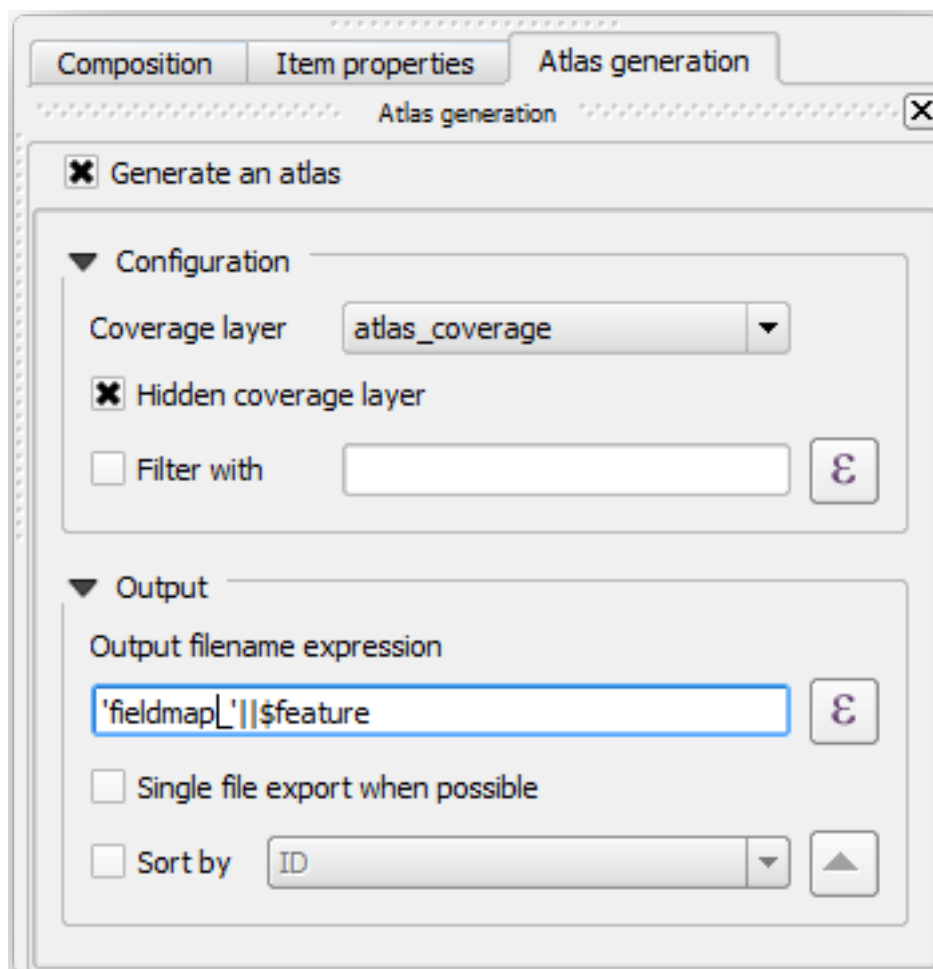 Composition Item properties Atlas generation
Atlas generation
Generate an atlas
Configuration
Coverage layer atlas_coverage
Hidden coverage layer
Filter with ε
Output
Output filename expression
'fieldmap_'||$feature ε
Single file export when possible
Sort by ID